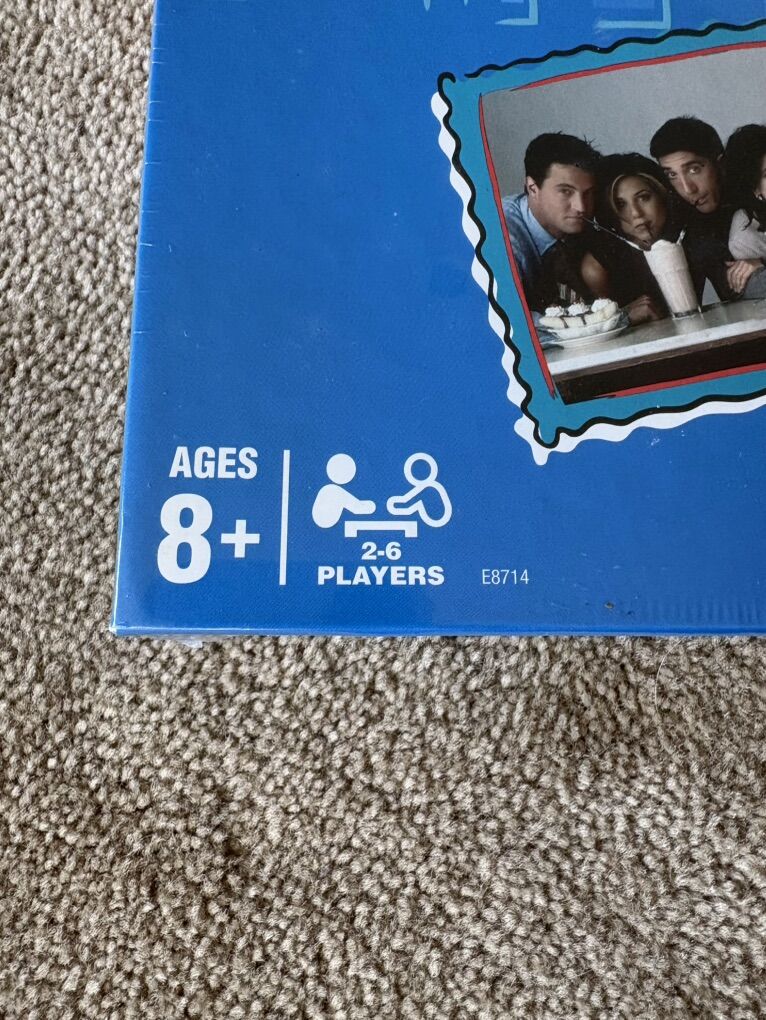 AGES
8+
2-6
PLAYERS
E8714